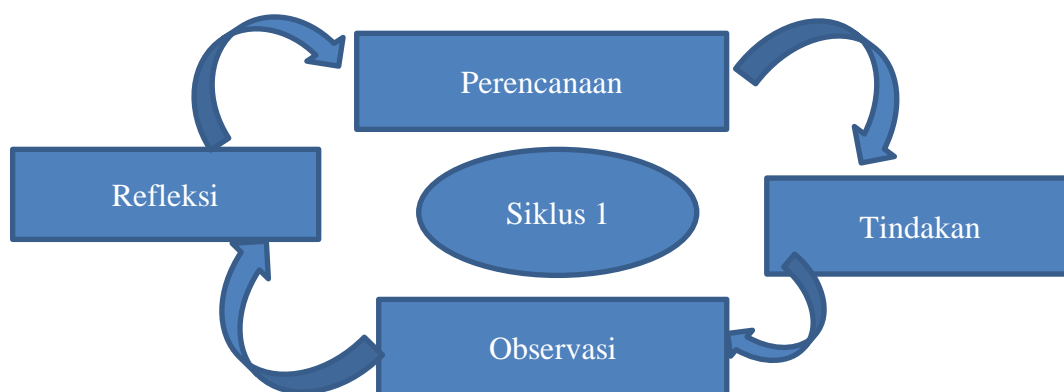 Perencanaan
Refleksi
Siklus 1
Tindakan
Observasi